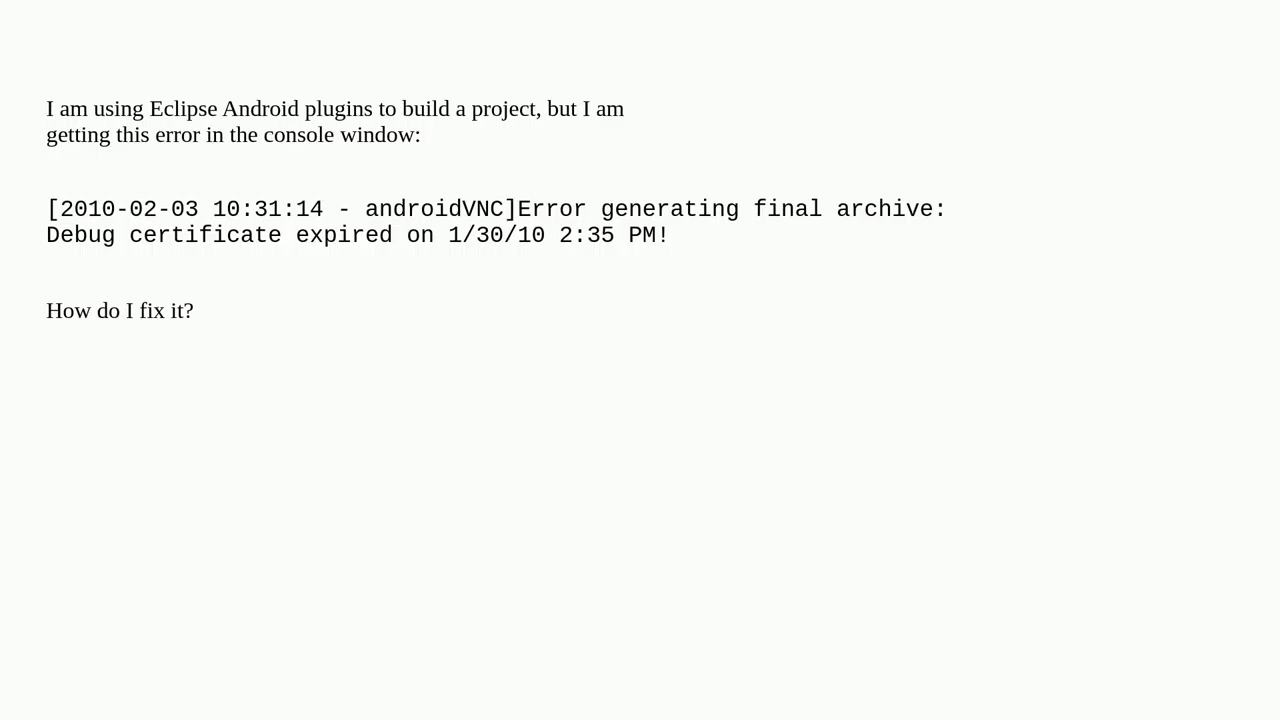 I am using Eclipse Android plugins to build a project, but I am
getting this error in the console window:
[2010-02-03 10:31:14 - androidVNC]Error generating final archive:
Debug certificate expired on 1/30/10 2:35 PM!
How do I fix it?